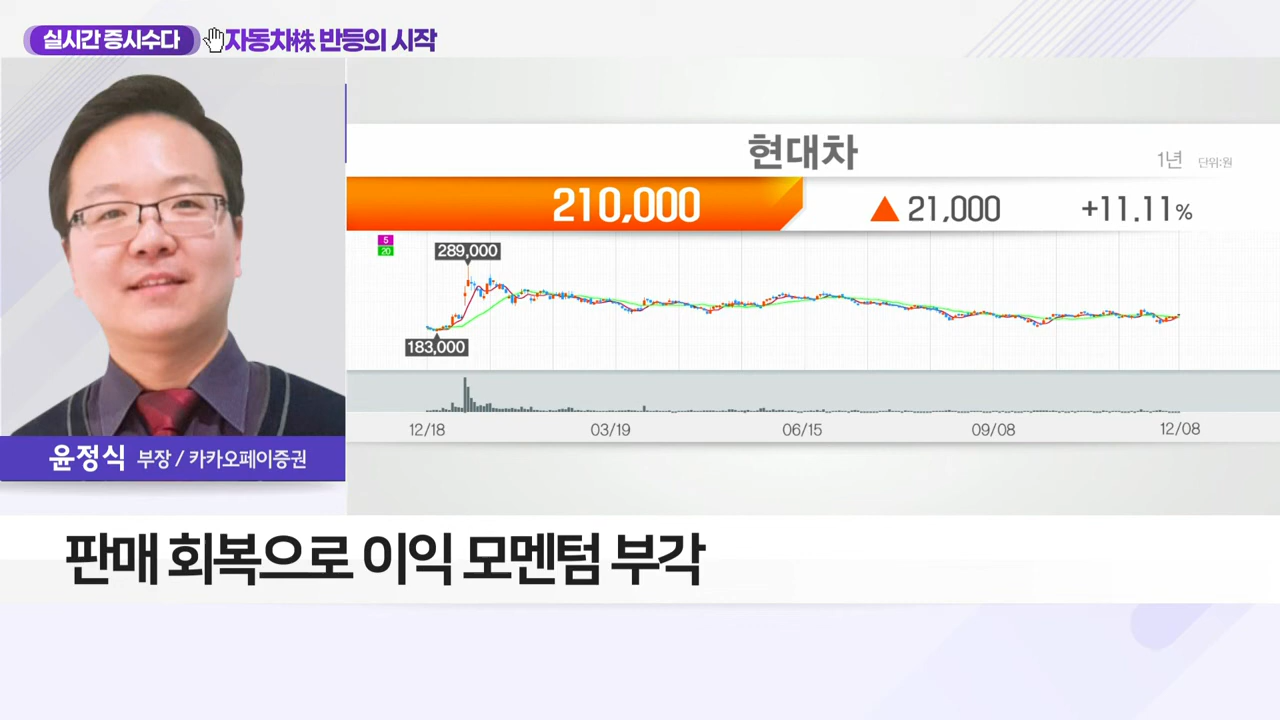 실시간 증시수다 자동차株 반등의 시작
현대차
1년 단위:원
210,000 ▲ 21,000 +11.11%
5
20
289,000
183,000
12/18 03/19 06/15 09/08 12/08
윤정식 부장 / 카카오페이증권
판매 회복으로 이익 모멘텀 부각